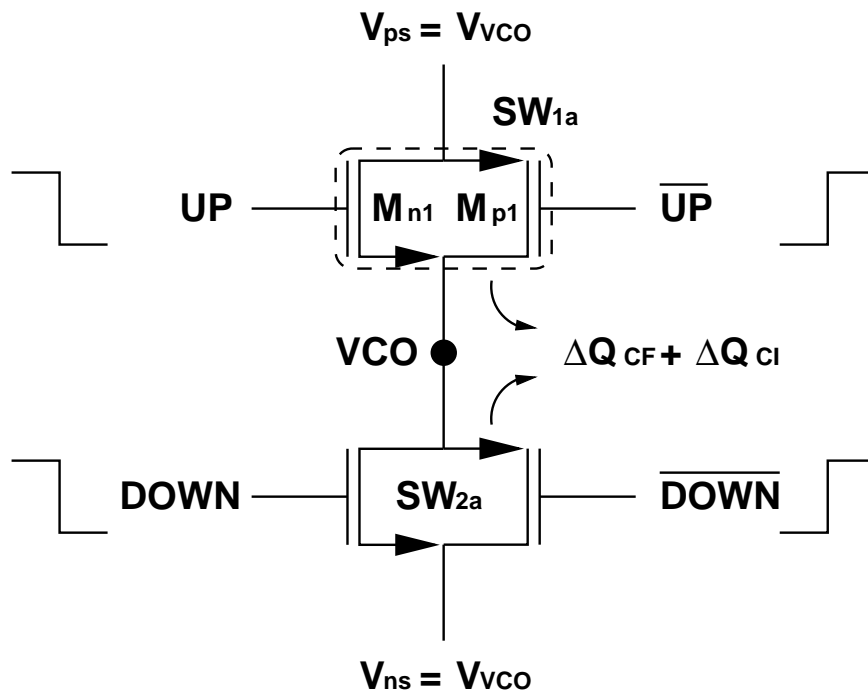 Vps = VVCO
SW1a
UP Mn1 Mp1 UP
VCO ΔQCF + ΔQCI
DOWN SW2a DOWN
Vns = VVCO